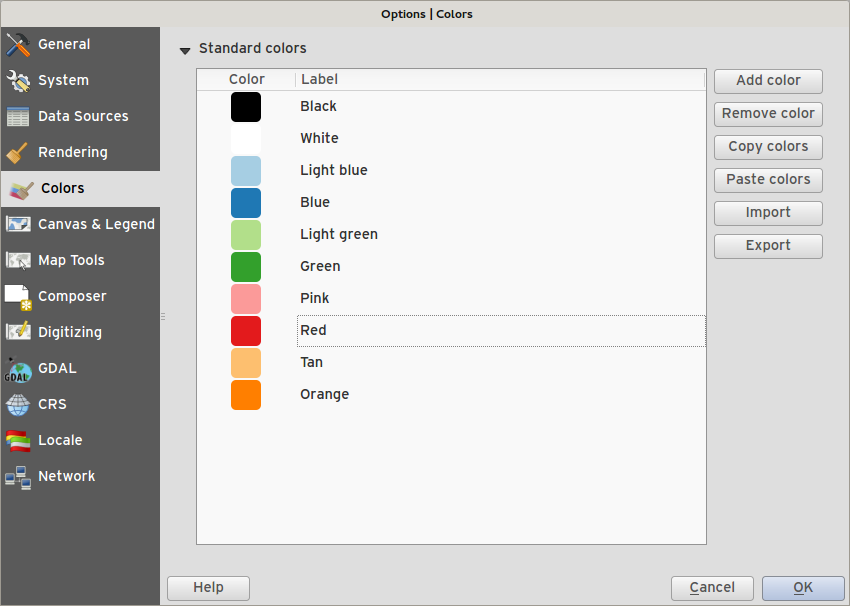 Options | Colors
General
System
Data Sources
Rendering
Colors
Canvas & Legend
Map Tools
Composer
Digitizing
GDAL
GDAL
CRS
Locale
Network
Standard colors
Color Label
Black
White
Light blue
Blue
Light green
Green
Pink
Red
Tan
Orange
Add color
Remove color
Copy colors
Paste colors
Import
Export
Help
Cancel
OK